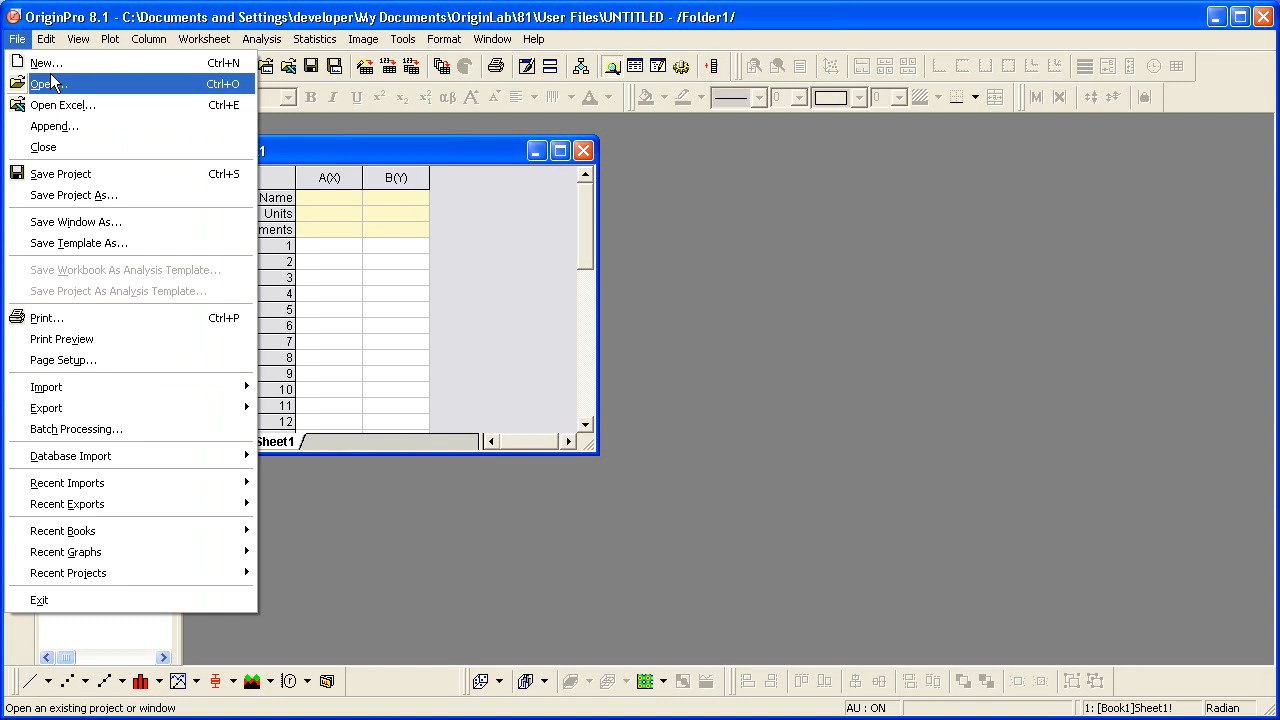 OriginPro 8.1 - C:\Documents and Settings\developer\My Documents\OriginLab\81\User Files\UNTITLED - /Folder1/
File Edit View Plot Column Worksheet Analysis Statistics Image Tools Format Window Help
New... Ctrl+N
Ctrl+O
Open Excel... Ctrl+E
Append...
Close
Save Project Ctrl+S
Save Project As...
Save Window As...
Save Template As...
Save Workbook As Analysis Template...
Save Project As Analysis Template...
Print... Ctrl+P
Print Preview
Page Setup...
Import
Export
Batch Processing...
Database Import
Recent Imports
Recent Exports
Recent Books
Recent Graphs
Recent Projects
Exit
B I U
αβ A A
A
0
0
1
A(X) B(Y)
Name
Units
ments
1
2
3
4
5
6
7
8
9
10
11
12
Sheet1
Open an existing project or window
AU : ON
1: [Book1]Sheet1!
Radian